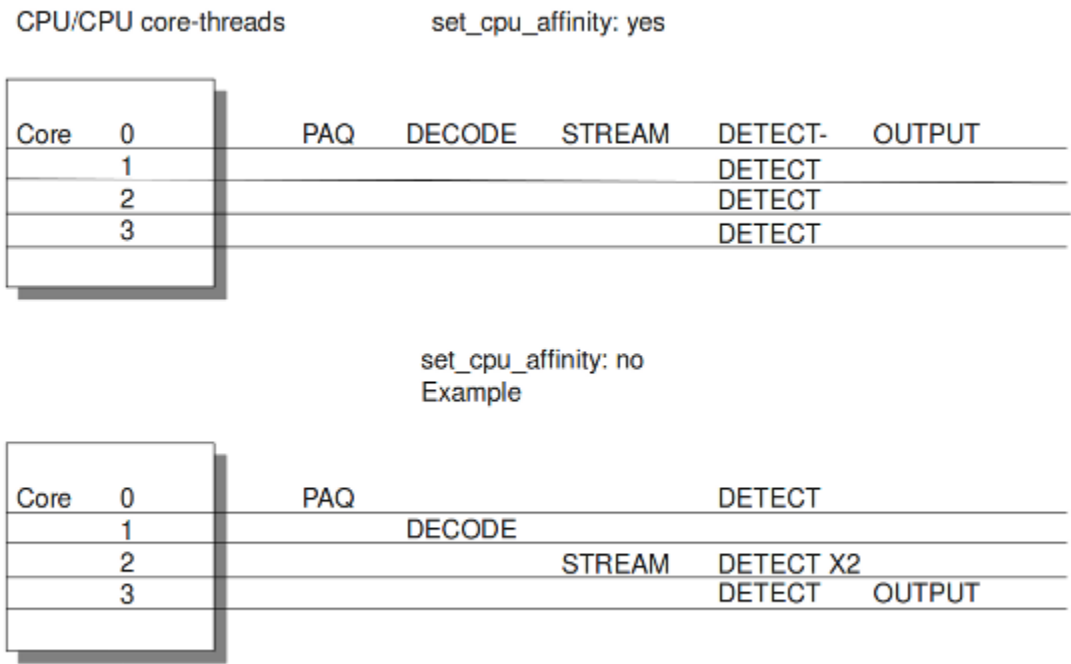 CPU/CPU core-threads set_cpu_affinity: yes
Core 0 PAQ DECODE STREAM DETECT- OUTPUT
1 DETECT
2 DETECT
3 DETECT
set_cpu_affinity: no
Example
Core 0 PAQ DETECT
1 DECODE
2 STREAM DETECT X2
3 DETECT OUTPUT